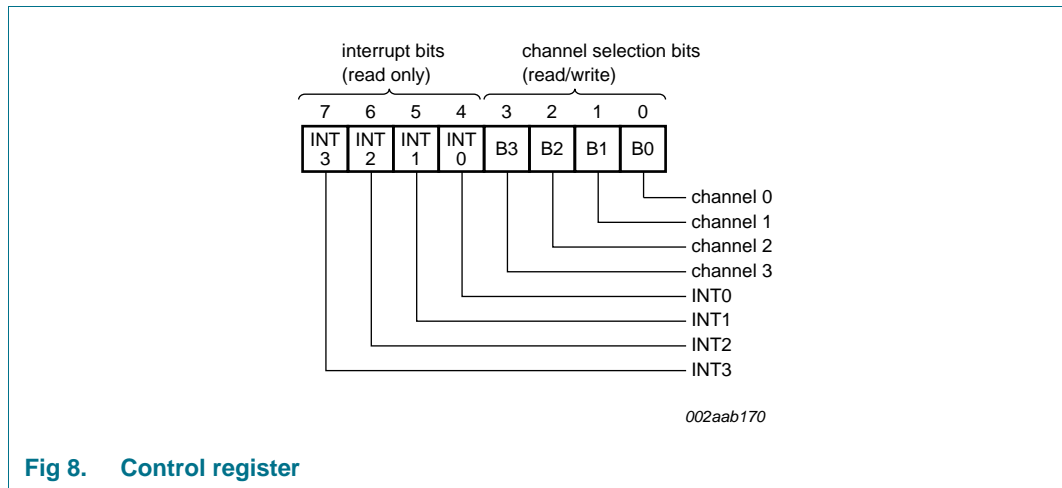 interrupt bits
(read only)
channel selection bits
(read/write)
7 6 5 4 3 2 1 0
INT 3 INT 2 INT 1 INT 0 B3 B2 B1 B0
channel 0
channel 1
channel 2
channel 3
INT0
INT1
INT2
INT3
002aab170
Fig 8. Control register